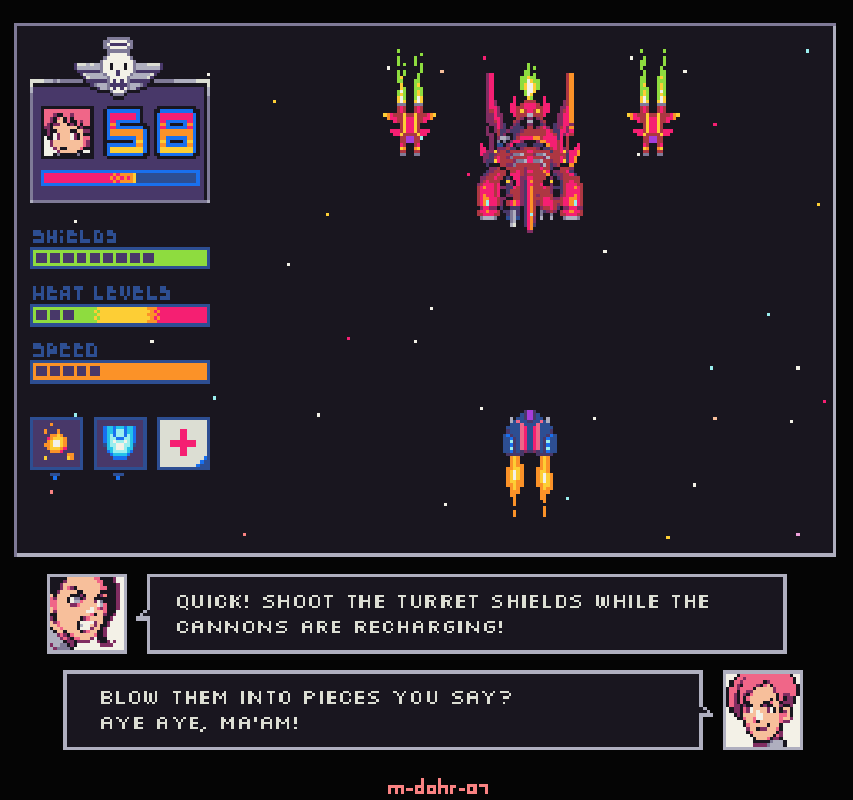 58
SHIELDS
HEAT LEVELS
SPEED
QUICK! SHOOT THE TURRET SHIELDS WHILE THE
CANNONS ARE RECHARGING!
BLOW THEM INTO PIECES YOU SAY?
AYE AYE, MA'AM!
m-dohr-07